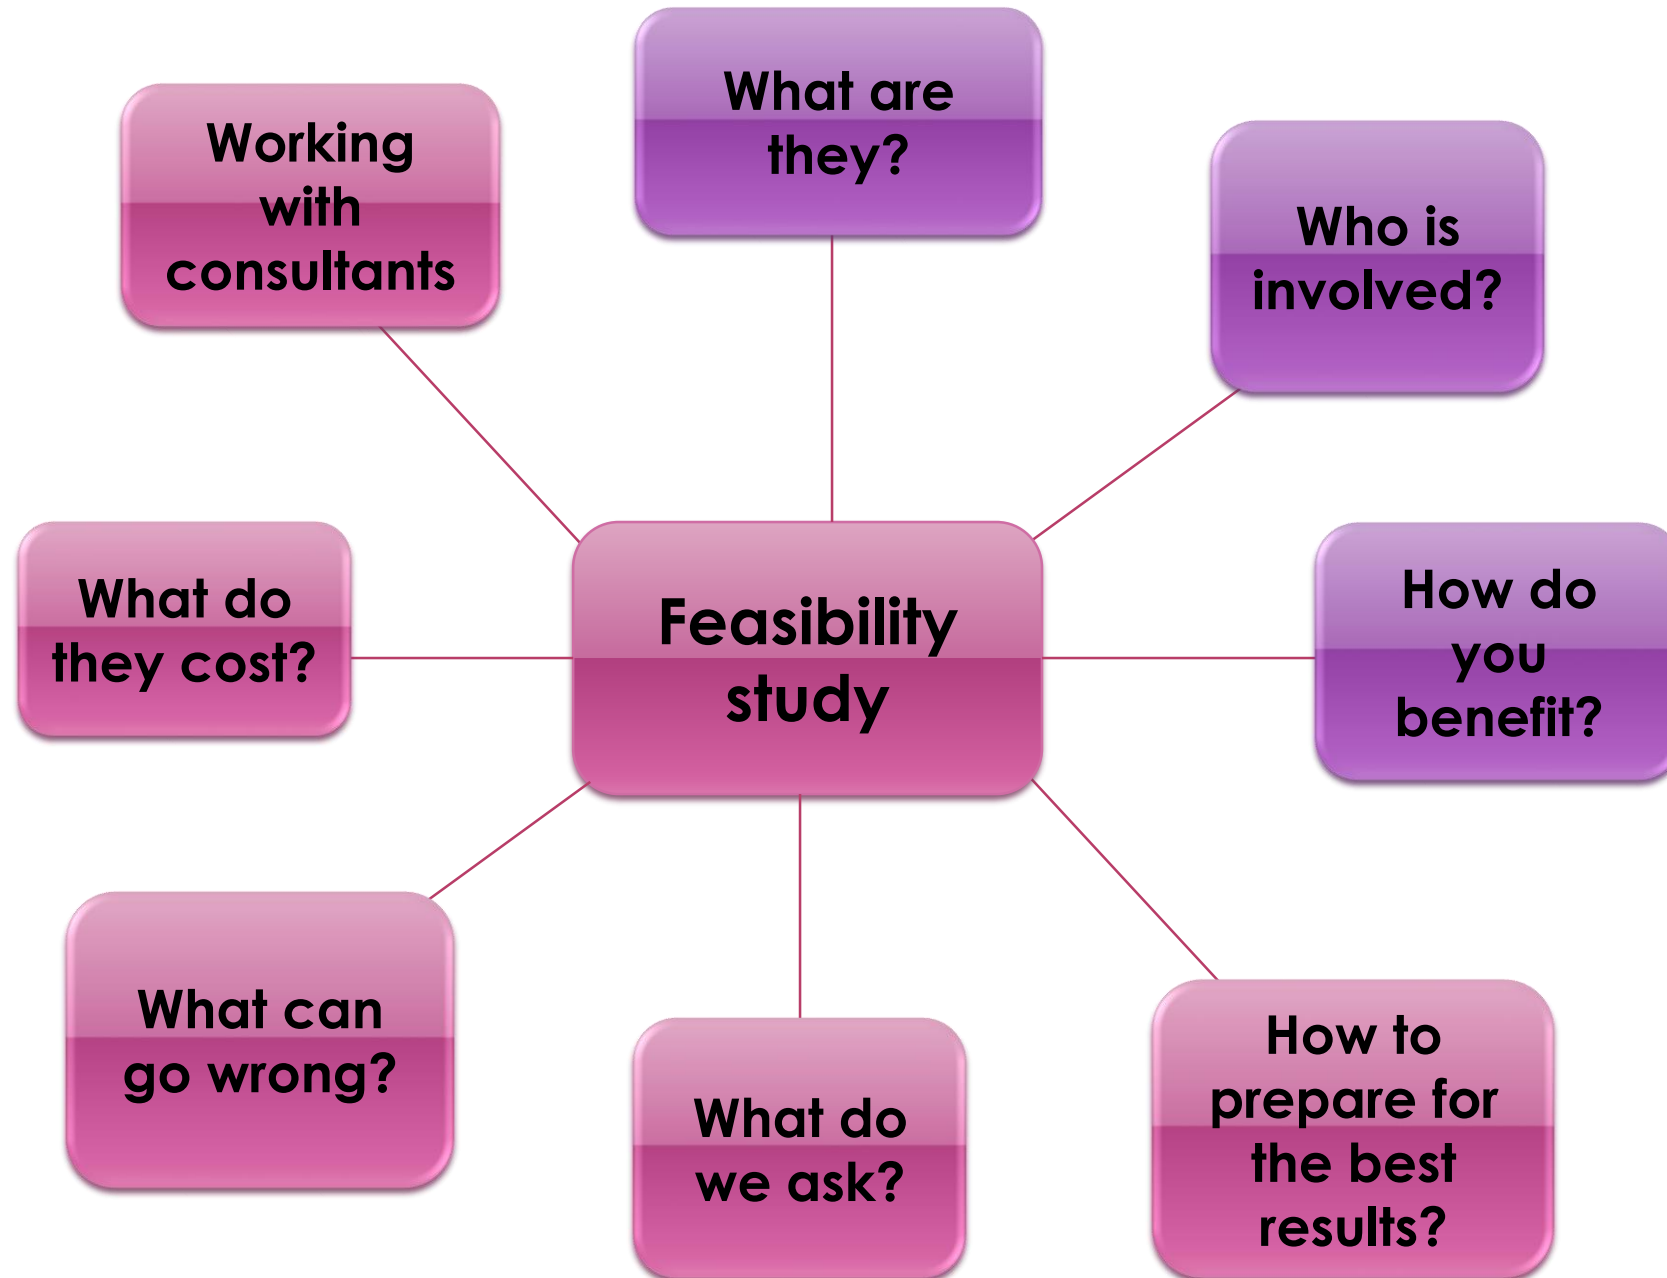 What are
they?
Working
with
consultants
Who is
involved?
What do
they cost?
Feasibility
study
How do
you
benefit?
What can
go wrong?
What do
we ask?
How to
prepare for
the best
results?